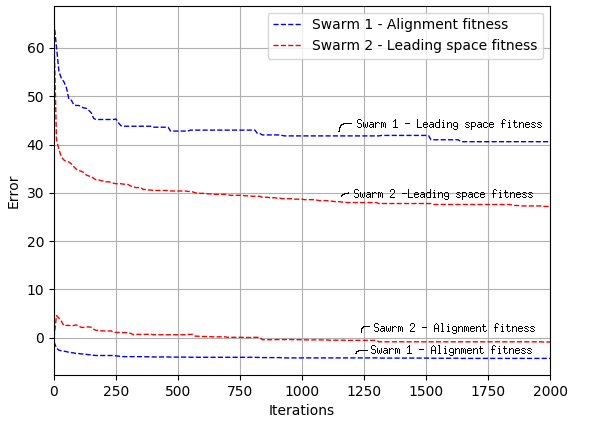 Swarm 1 - Alignment fitness
Swarm 2 - Leading space fitness
60
50
40
30
20
10
0
Error
Swarm 1 - Leading space fitness
Swarm 2 -Leading space fitness
Sawrm 2 - Alignment fitness
Swarm 1 - Alignment fitness
0 250 500 750 1000 1250 1500 1750 2000
Iterations